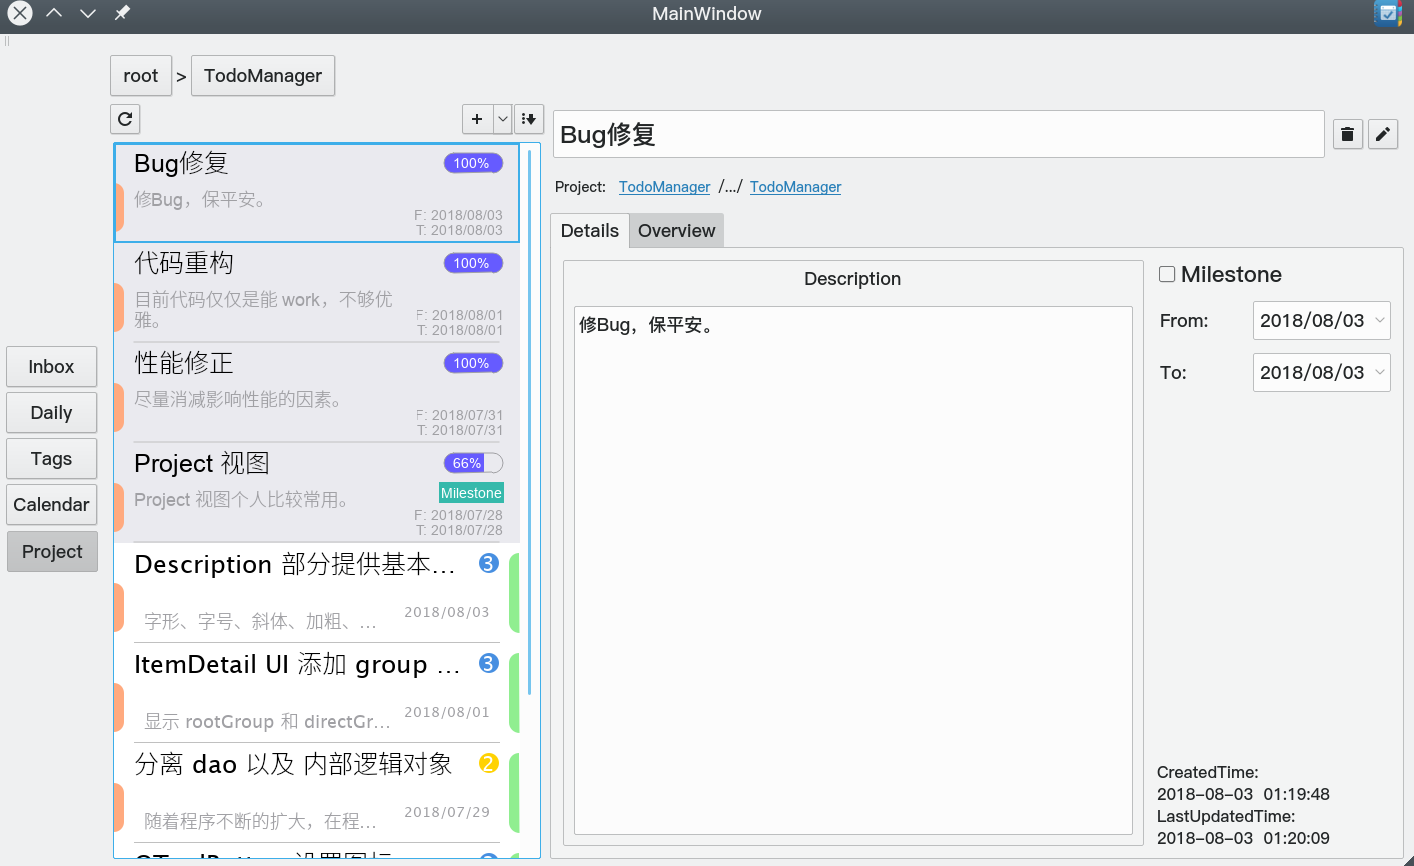 MainWindow
root > TodoManager
Bug修复
100%
修Bug，保平安。
F: 2018/08/03
T: 2018/08/03
代码重构
100%
目前代码仅仅是能 work，不够优
雅。
F: 2018/08/01
T: 2018/08/01
性能修正
100%
尽量消减影响性能的因素。
F: 2018/07/31
T: 2018/07/31
Project 视图
66%
Milestone
Project 视图个人比较常用。
F: 2018/07/28
T: 2018/07/28
Description 部分提供基本...
3
字形、字号、斜体、加粗、...
2018/08/03
ItemDetail UI 添加 group ...
3
显示 rootGroup 和 directGr...
2018/08/01
分离 dao 以及 内部逻辑对象
2
随着程序不断的扩大，在程...
2018/07/29
Inbox
Daily
Tags
Calendar
Project
Bug修复
Project: TodoManager /.../ TodoManager
Details Overview
Description
修Bug，保平安。
Milestone
From: 2018/08/03
To: 2018/08/03
CreatedTime:
2018-08-03 01:19:48
LastUpdatedTime:
2018-08-03 01:20:09